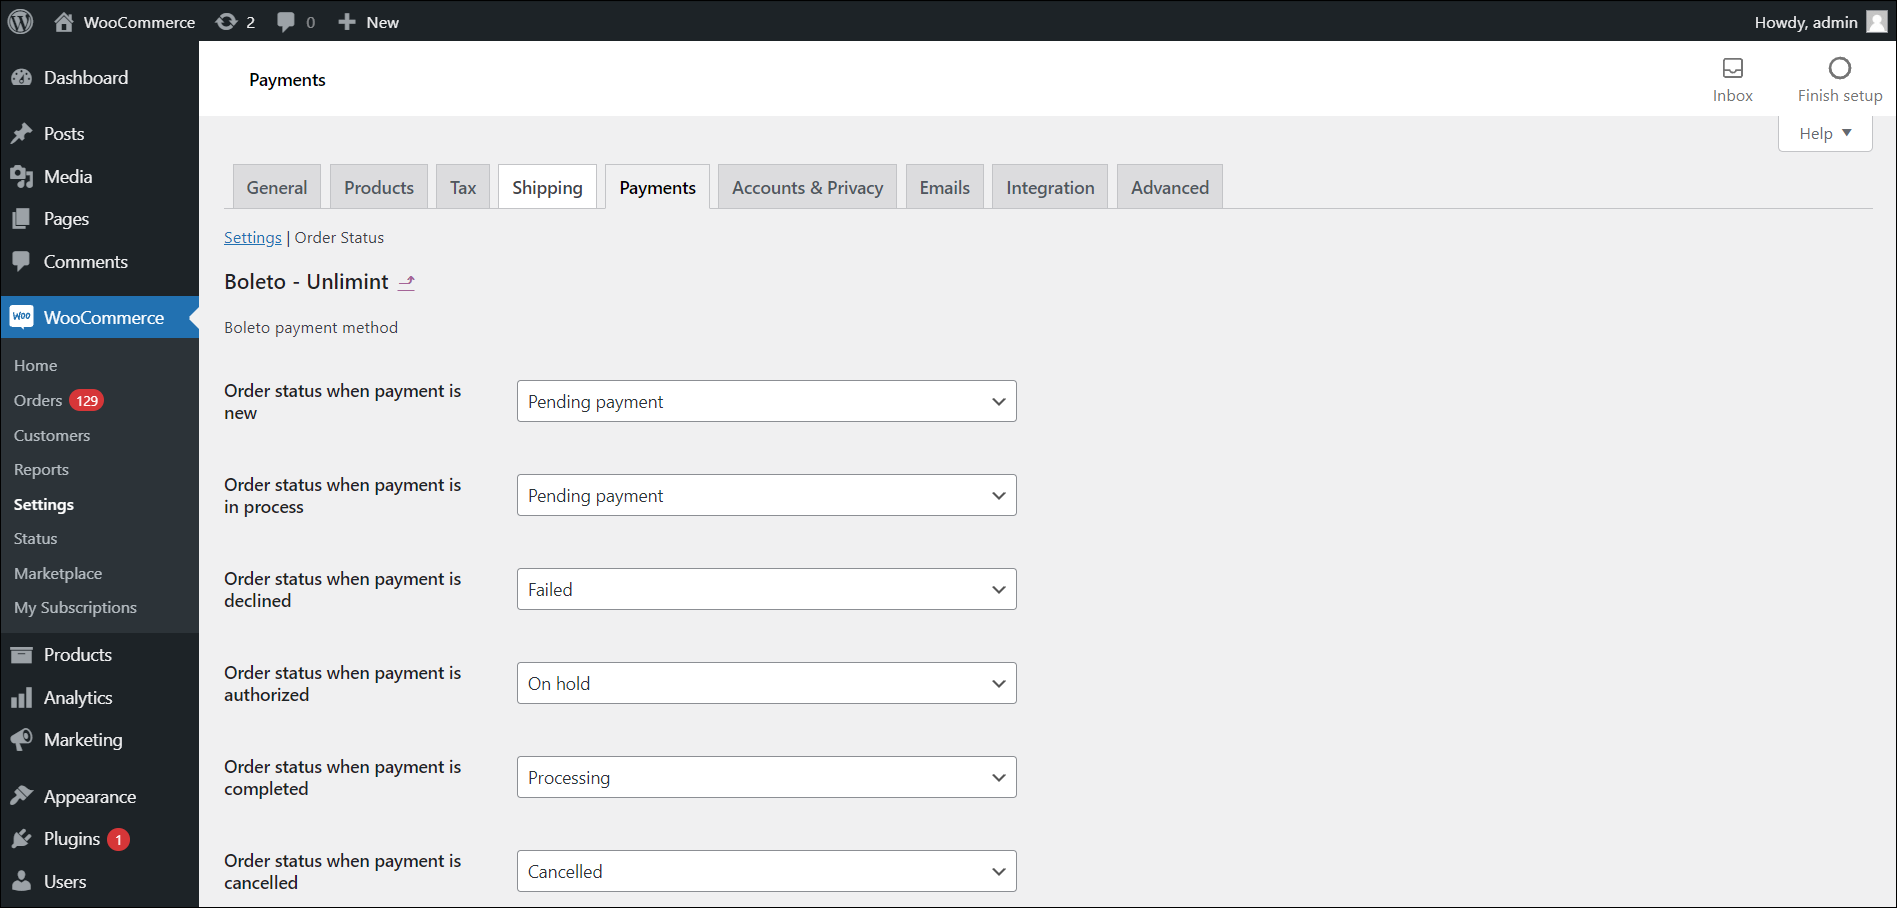 WooCommerce 2 0 New
Howdy, admin
Dashboard
Posts
Media
Pages
Comments
Woo WooCommerce
Home
Orders 129
Customers
Reports
Settings
Status
Marketplace
My Subscriptions
Products
Analytics
Marketing
Appearance
Plugins 1
Users
Payments
Inbox
Finish setup
Help
General Products Tax Shipping Payments Accounts & Privacy Emails Integration Advanced
Settings | Order Status
Boleto - Unlimint
Boleto payment method
Order status when payment is
new
Pending payment
Order status when payment is
in process
Pending payment
Order status when payment is
declined
Failed
Order status when payment is
authorized
On hold
Order status when payment is
completed
Processing
Order status when payment is
cancelled
Cancelled